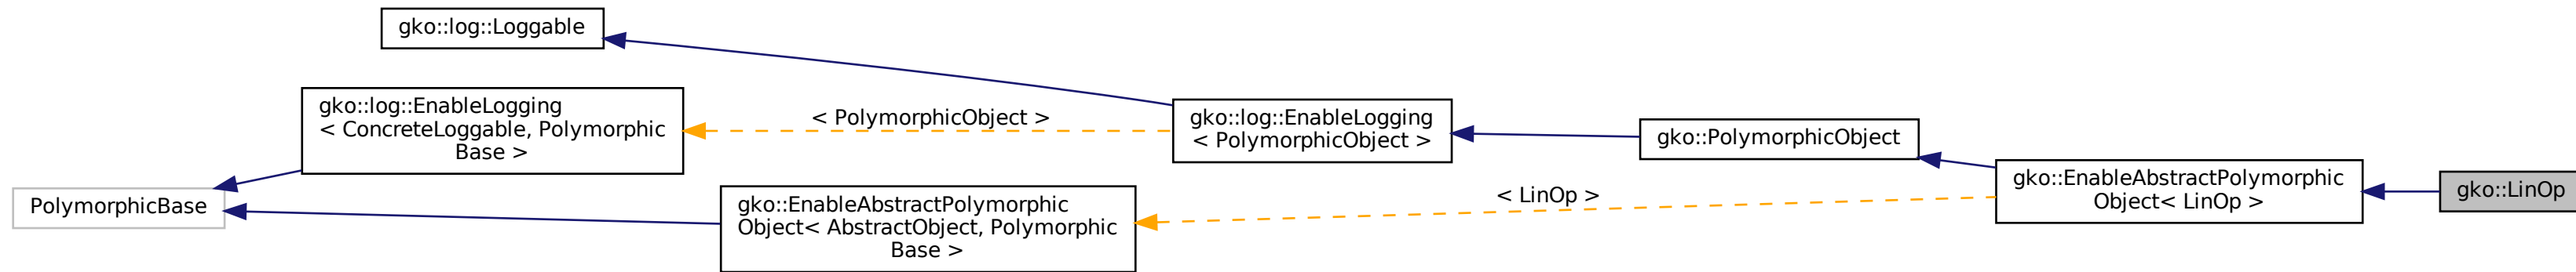 gko::log::Loggable
gko::log::EnableLogging
< ConcreteLoggable, Polymorphic
Base >
PolymorphicBase
< PolymorphicObject >
gko::log::EnableLogging
< PolymorphicObject >
gko::EnableAbstractPolymorphic
Object< AbstractObject, Polymorphic
Base >
gko::PolymorphicObject
< LinOp >
gko::EnableAbstractPolymorphic
Object< LinOp >
gko::LinOp